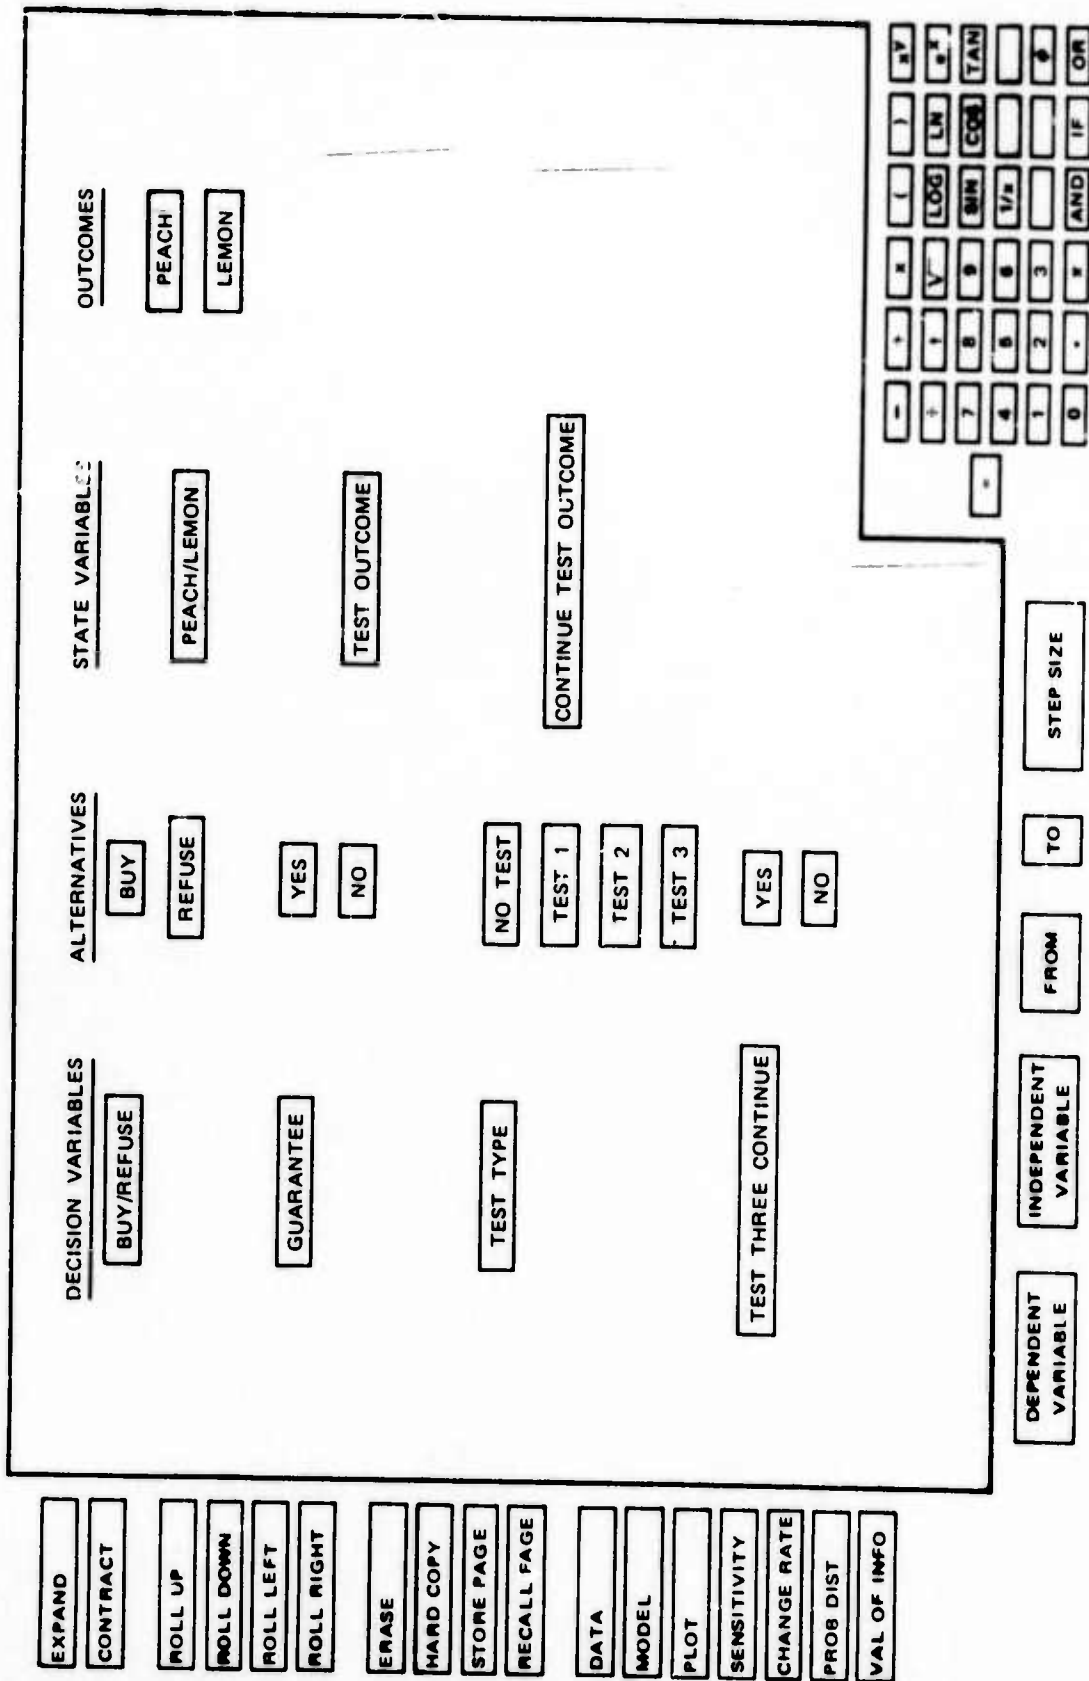 EXPAND
CONTRACT
ROLL UP
ROLL DOWN
ROLL LEFT
ROLL RIGHT
ERASE
HARD COPY
STORE PAGE
RECALL PAGE
DATA
MODEL
PLOT
SENSITIVITY
CHANGE RATE
PROB DIST
VAL OF INFO
DECISION VARIABLES
BUY/REFUSE
GUARANTEE
TEST TYPE
TEST THREE CONTINUE
ALTERNATIVES
BUY
REFUSE
YES
NO
NO TEST
TEST 1
TEST 2
TEST 3
YES
NO
STATE VARIABLES
PEACH/LEMON
TEST OUTCOME
CONTINUE TEST OUTCOME
OUTCOMES
PEACH
LEMON
DEPENDENT
VARIABLE
INDEPENDENT
VARIABLE
FROM
TO
STEP SIZE
=
− + × ( ) xʸ
÷ ↑ √ LOG LN eˣ
7 8 9 SIN COS TAN
4 5 6 1/x
1 2 3 φ
0 . AND IF OR